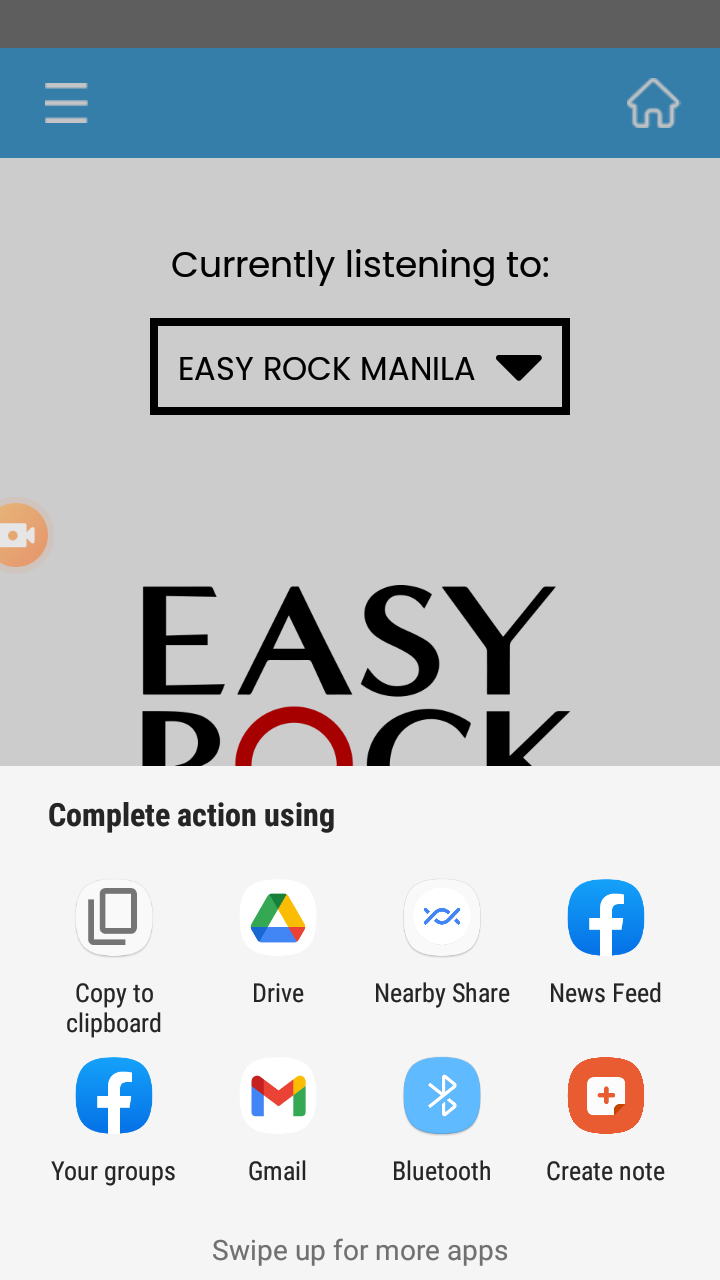 Currently listening to:
EASY ROCK MANILA
EASY
ROCK
Complete action using
Copy to
clipboard
Drive
Nearby Share
News Feed
Your groups
Gmail
Bluetooth
Create note
Swipe up for more apps